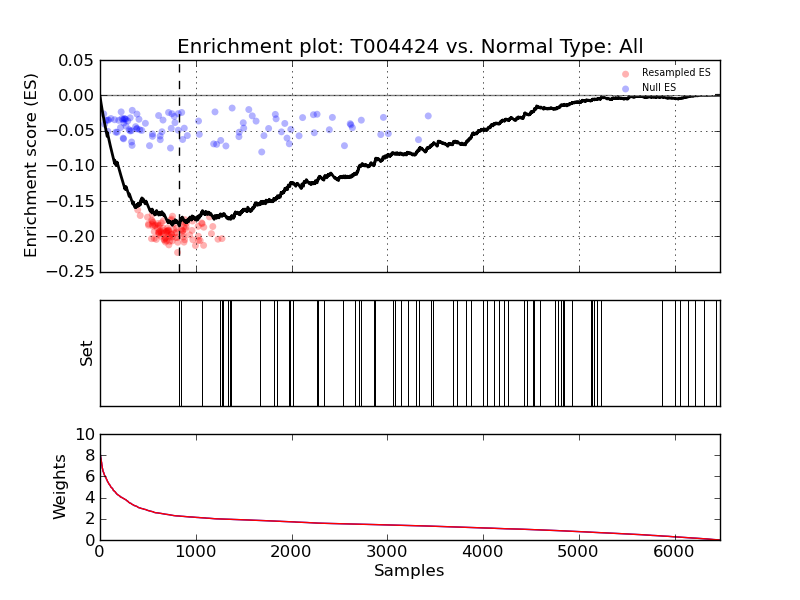 Enrichment plot: T004424 vs. Normal Type: All
Enrichment score (ES)
0.05
0.00
−0.05
−0.10
−0.15
−0.20
−0.25
Resampled ES
Null ES
Set
Weights
10
8
6
4
2
0
0 1000 2000 3000 4000 5000 6000
Samples